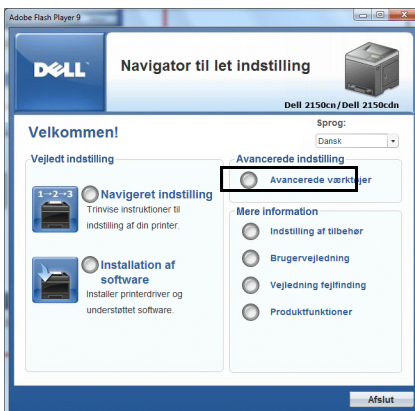 Adobe Flash Player 9
DELL
Navigator til let indstilling
Dell 2150cn/Dell 2150cdn
Velkommen!
Sprog:
Dansk
Vejledt indstilling
1→2→3
Navigeret indstilling
Trinvise instruktioner til
indstilling af din printer.
Installation af
software
Installer printerdriver og
understøttet software.
Avancerede indstilling
Avancerede værktøjer
Mere information
Indstilling af tilbehør
Brugervejledning
Vejledning fejlfinding
Produktfunktioner
Afslut